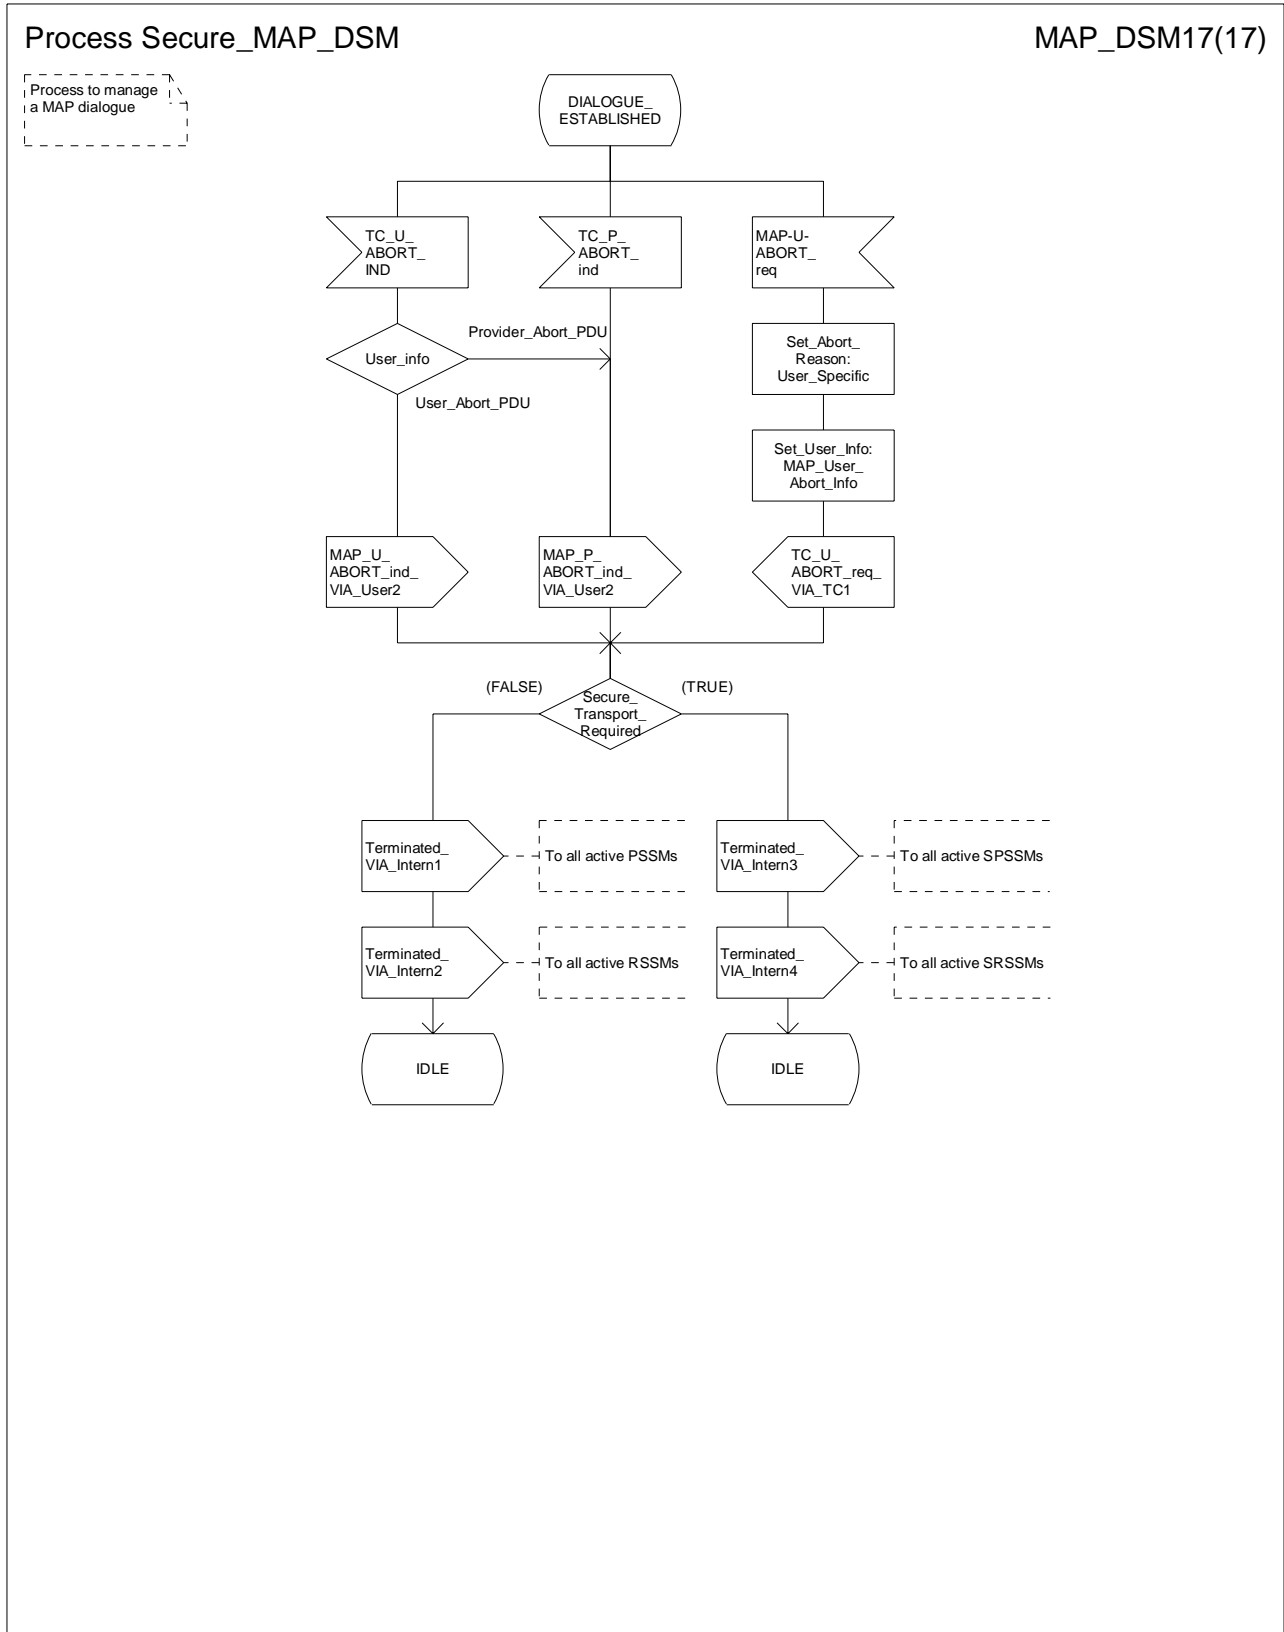 Process Secure_MAP_DSM
MAP_DSM17(17)
Process to manage
a MAP dialogue
DIALOGUE_
ESTABLISHED
TC_U_
ABORT_
IND
TC_P_
ABORT_
ind
MAP-U-
ABORT_
req
Provider_Abort_PDU
User_info
User_Abort_PDU
Set_Abort_
Reason:
User_Specific
Set_User_Info:
MAP_User_
Abort_Info
MAP_U_
ABORT_ind_
VIA_User2
MAP_P_
ABORT_ind_
VIA_User2
TC_U_
ABORT_req_
VIA_TC1
(FALSE)
(TRUE)
Secure_
Transport_
Required
Terminated_
VIA_Intern1
To all active PSSMs
Terminated_
VIA_Intern3
To all active SPSSMs
Terminated_
VIA_Intern2
To all active RSSMs
Terminated_
VIA_Intern4
To all active SRSSMs
IDLE
IDLE